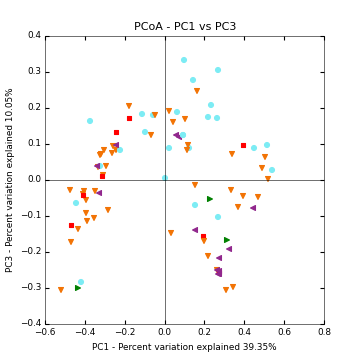 PCoA - PC1 vs PC3
0.4
0.3
0.2
0.1
0.0
−0.1
−0.2
−0.3
−0.4
−0.6 −0.4 −0.2 0.0 0.2 0.4 0.6 0.8
PC3 - Percent variation explained 10.05%
PC1 - Percent variation explained 39.35%